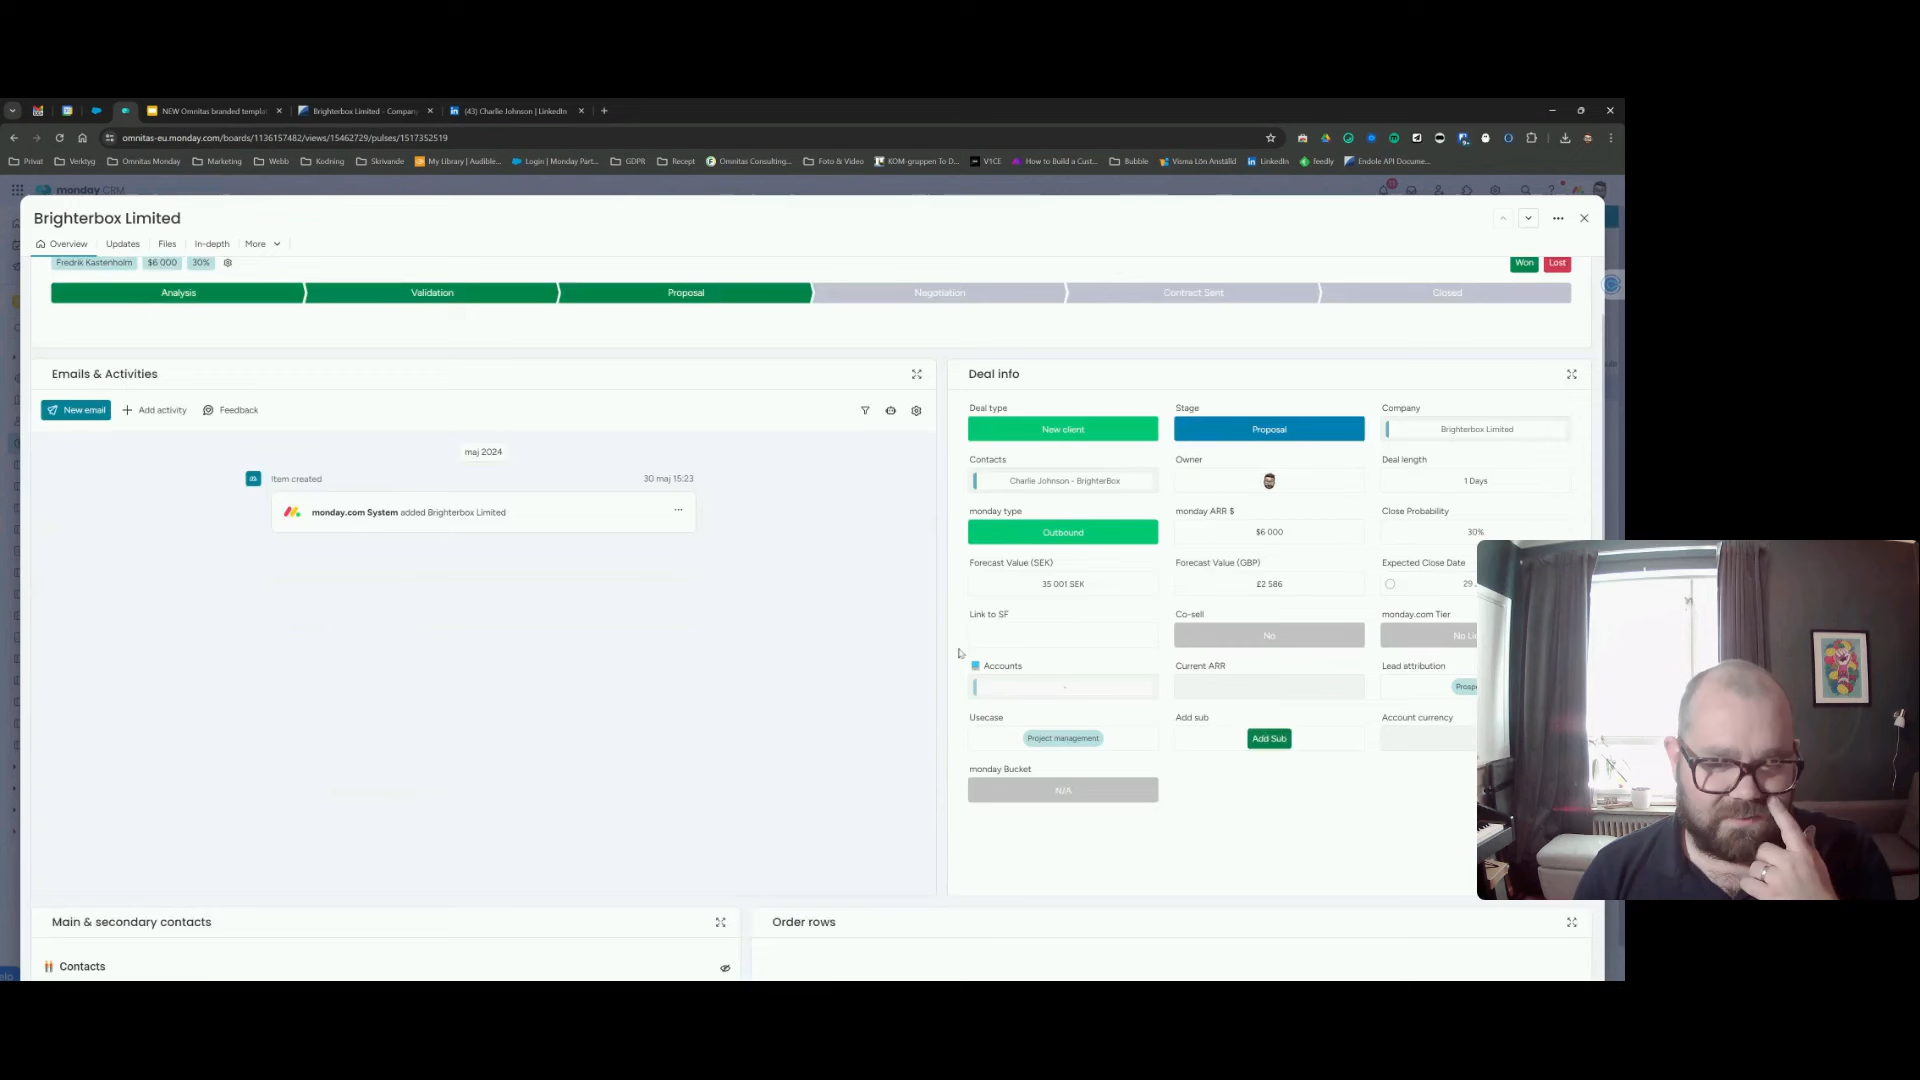 NEW Omnitas branded templat
Brighterbox Limited - Compan
(43) Charlie Johnson | LinkedIn
omnitas-eu.monday.com/boards/1136157482/views/15462729/pulses/1517352519
Privat
Verktyg
Omnitas Monday
Marketing
Webb
Kodning
Skrivande
My Library | Audible...
Login | Monday Part...
GDPR
Recept
Omnitas Consulting...
Foto & Video
KOM-gruppen To D...
V1CE
How to Build a Cust...
Bubble
Visma Lön Anställd
LinkedIn
feedly
Endole API Docume...
monday CRM
Brighterbox Limited
Overview
Updates
Files
In-depth
More
Fredrik Kastenholm
$6 000
30%
Won
Lost
Analysis
Validation
Proposal
Negotiation
Contract Sent
Closed
Emails & Activities
New email
Add activity
Feedback
maj 2024
Item created
30 maj 15:23
monday.com System added Brighterbox Limited
Deal info
Deal type
Stage
Company
New client
Proposal
Brighterbox Limited
Contacts
Owner
Deal length
Charlie Johnson - BrighterBox
1 Days
monday type
monday ARR $
Close Probability
Outbound
$6 000
30%
Forecast Value (SEK)
Forecast Value (GBP)
Expected Close Date
35 001 SEK
£2 586
29
Link to SF
Co-sell
monday.com Tier
No
No Li
Accounts
Current ARR
Lead attribution
-
Prospe
Usecase
Add sub
Account currency
Project management
Add Sub
monday Bucket
N/A
Main & secondary contacts
Order rows
Contacts